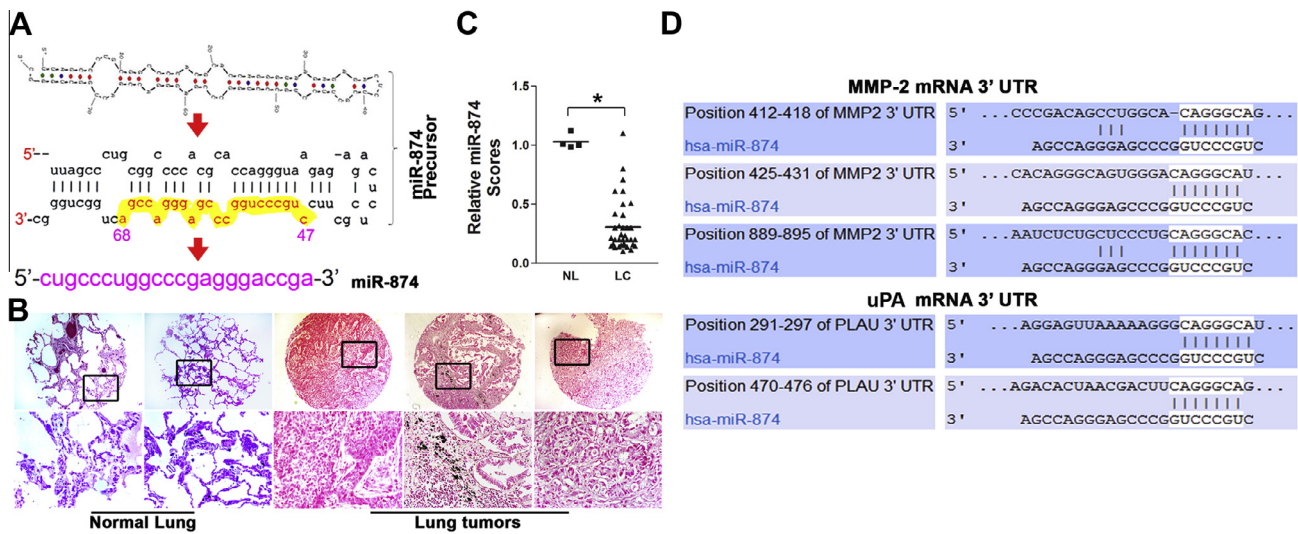 A
5'--
cug c a ca a -a a
uuagcc cgg ccc cg ccagggua gag g c
u
c
ggucgg gcc ggg gc ggucccgu cuu c c
3'-cg uca a a cc c cg u
68 47
miR-874 Precursor
5'-cugcccuggcccgagggaccga-3' miR-874
B
Normal Lung Lung tumors
C
Relative miR-874 Scores
1.5
1.0
0.5
0.0
*
NL LC
D
MMP-2 mRNA 3' UTR
Position 412-418 of MMP2 3' UTR 5' ...CCCGACAGCCUGGCA-CAGGGCAG...
hsa-miR-874 3' AGCCAGGGAGCCCGGUCCCGUC
Position 425-431 of MMP2 3' UTR 5' ...CACAGGGCAGUGGGACAGGGCAU...
hsa-miR-874 3' AGCCAGGGAGCCCGGUCCCGUC
Position 889-895 of MMP2 3' UTR 5' ...AAUCUCUGCUCCCUGCAGGGCAC...
hsa-miR-874 3' AGCCAGGGAGCCCGGUCCCGUC
uPA mRNA 3' UTR
Position 291-297 of PLAU 3' UTR 5' ...AGGAGUUAAAAAGGGCAGGGCAU...
hsa-miR-874 3' AGCCAGGGAGCCCGGUCCCGUC
Position 470-476 of PLAU 3' UTR 5' ...AGACACUAACGACUUCAGGGCAG...
hsa-miR-874 3' AGCCAGGGAGCCCGGUCCCGUC